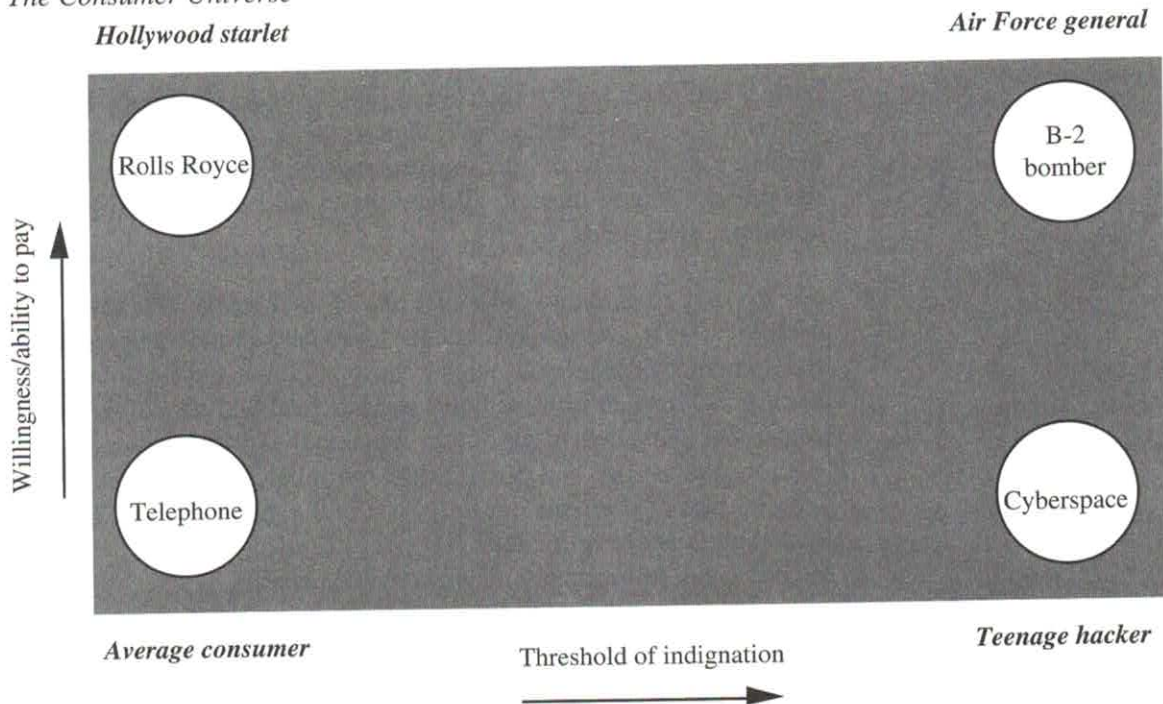 The Consumer Universe
Hollywood starlet
Air Force general
Rolls Royce
B-2
bomber
Willingness/ability to pay
Telephone
Cyberspace
Average consumer
Threshold of indignation
Teenage hacker